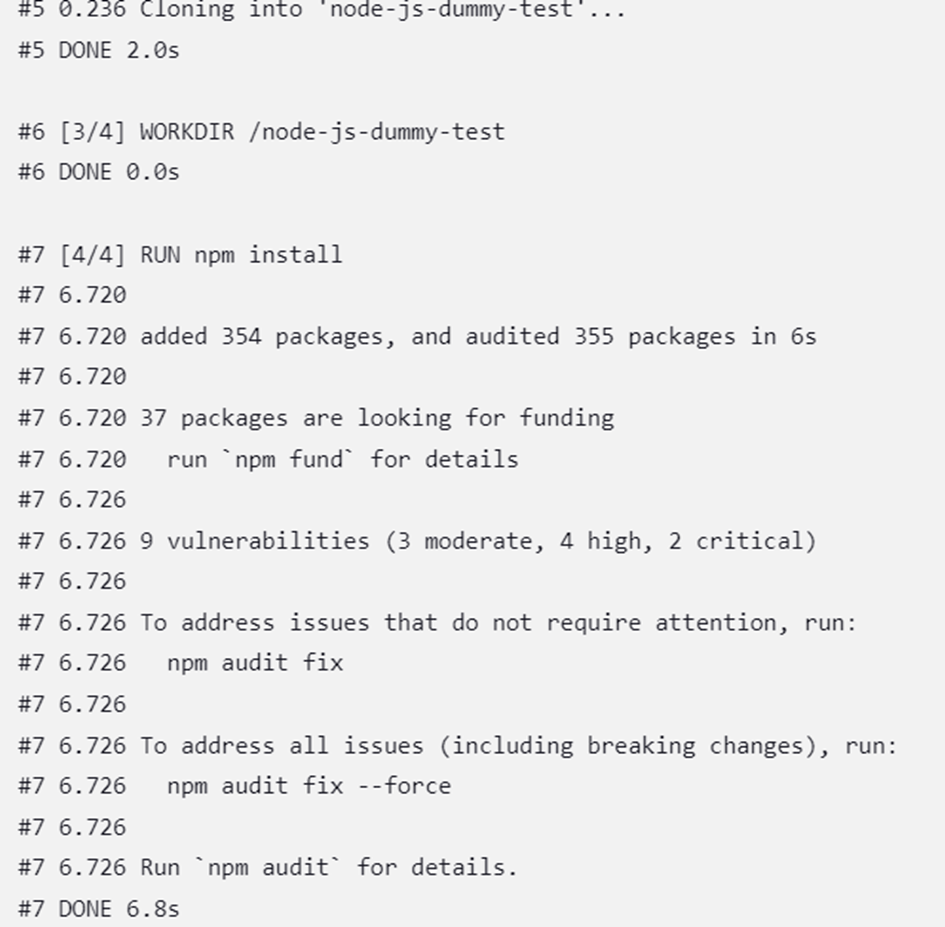 #5 0.236 Cloning into 'node-js-dummy-test'...
#5 DONE 2.0s
#6 [3/4] WORKDIR /node-js-dummy-test
#6 DONE 0.0s
#7 [4/4] RUN npm install
#7 6.720
#7 6.720 added 354 packages, and audited 355 packages in 6s
#7 6.720
#7 6.720 37 packages are looking for funding
#7 6.720   run `npm fund` for details
#7 6.726
#7 6.726 9 vulnerabilities (3 moderate, 4 high, 2 critical)
#7 6.726
#7 6.726 To address issues that do not require attention, run:
#7 6.726   npm audit fix
#7 6.726
#7 6.726 To address all issues (including breaking changes), run:
#7 6.726   npm audit fix --force
#7 6.726
#7 6.726 Run `npm audit` for details.
#7 DONE 6.8s